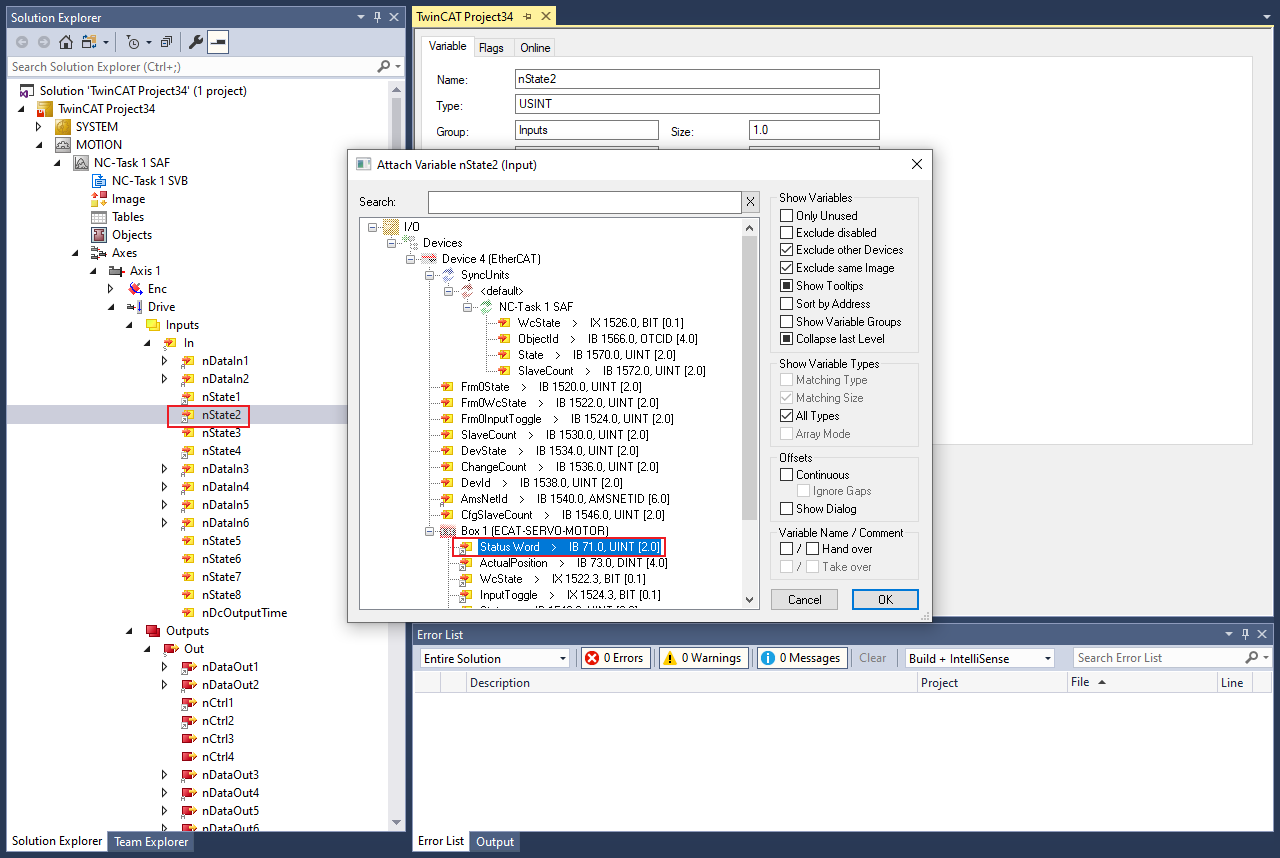 Solution Explorer
Search Solution Explorer (Ctrl+;)
Solution 'TwinCAT Project34' (1 project)
TwinCAT Project34
SYSTEM
MOTION
NC-Task 1 SAF
NC-Task 1 SVB
Image
Tables
Objects
Axes
Axis 1
Enc
Drive
Inputs
In
nDataIn1
nDataIn2
nState1
nState2
nState3
nState4
nDataIn3
nDataIn4
nDataIn5
nDataIn6
nState5
nState6
nState7
nState8
nDcOutputTime
Outputs
Out
nDataOut1
nDataOut2
nCtrl1
nCtrl2
nCtrl3
nCtrl4
nDataOut3
nDataOut4
nDataOut5
nDataOut6
Solution Explorer Team Explorer
TwinCAT Project34
Variable Flags Online
Name: nState2
Type: USINT
Group: Inputs Size: 1.0
Attach Variable nState2 (Input)
Search:
I/O
Devices
Device 4 (EtherCAT)
SyncUnits
<default>
NC-Task 1 SAF
WcState > IX 1526.0, BIT [0.1]
ObjectId > IB 1566.0, OTCID [4.0]
State > IB 1570.0, UINT [2.0]
SlaveCount > IB 1572.0, UINT [2.0]
Frm0State > IB 1520.0, UINT [2.0]
Frm0WcState > IB 1522.0, UINT [2.0]
Frm0InputToggle > IB 1524.0, UINT [2.0]
SlaveCount > IB 1530.0, UINT [2.0]
DevState > IB 1534.0, UINT [2.0]
ChangeCount > IB 1536.0, UINT [2.0]
DevId > IB 1538.0, UINT [2.0]
AmsNetId > IB 1540.0, AMSNETID [6.0]
CfgSlaveCount > IB 1546.0, UINT [2.0]
Box 1 (ECAT-SERVO-MOTOR)
Status Word > IB 71.0, UINT [2.0]
ActualPosition > IB 73.0, DINT [4.0]
WcState > IX 1522.3, BIT [0.1]
InputToggle > IX 1524.3, BIT [0.1]
Show Variables
Only Unused
Exclude disabled
Exclude other Devices
Exclude same Image
Show Tooltips
Sort by Address
Show Variable Groups
Collapse last Level
Show Variable Types
Matching Type
Matching Size
All Types
Array Mode
Offsets
Continuous
Ignore Gaps
Show Dialog
Variable Name / Comment
/ Hand over
/ Take over
Cancel OK
Error List
Entire Solution 0 Errors 0 Warnings 0 Messages Clear Build + IntelliSense Search Error List
Description Project File Line
Error List Output